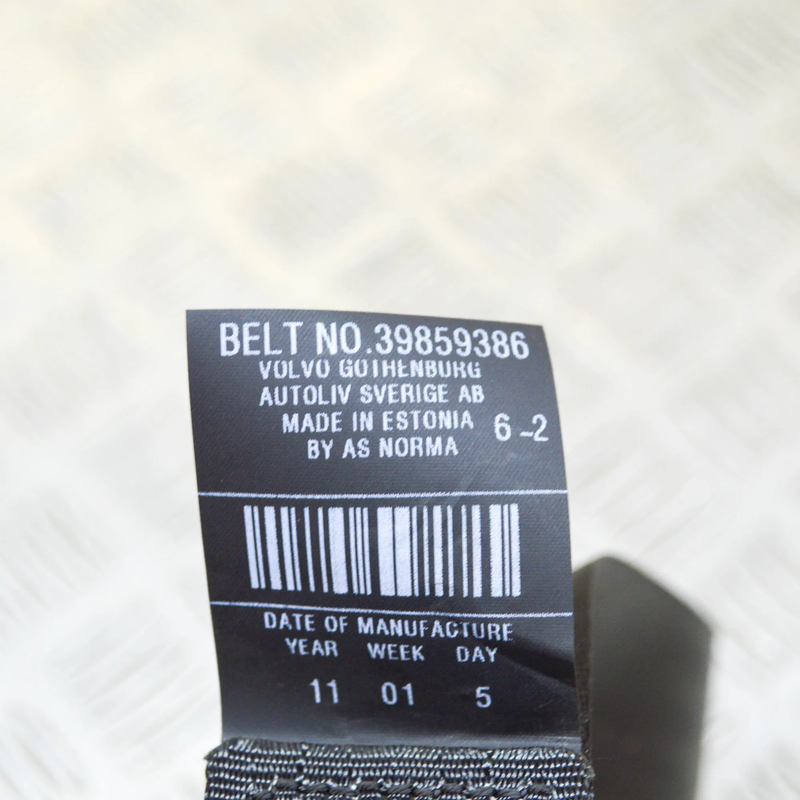 BELT NO.39859386
VOLVO GOTHENBURG
AUTOLIV SVERIGE AB
MADE IN ESTONIA
BY AS NORMA
6-2
DATE OF MANUFACTURE
YEAR WEEK DAY
11 01 5